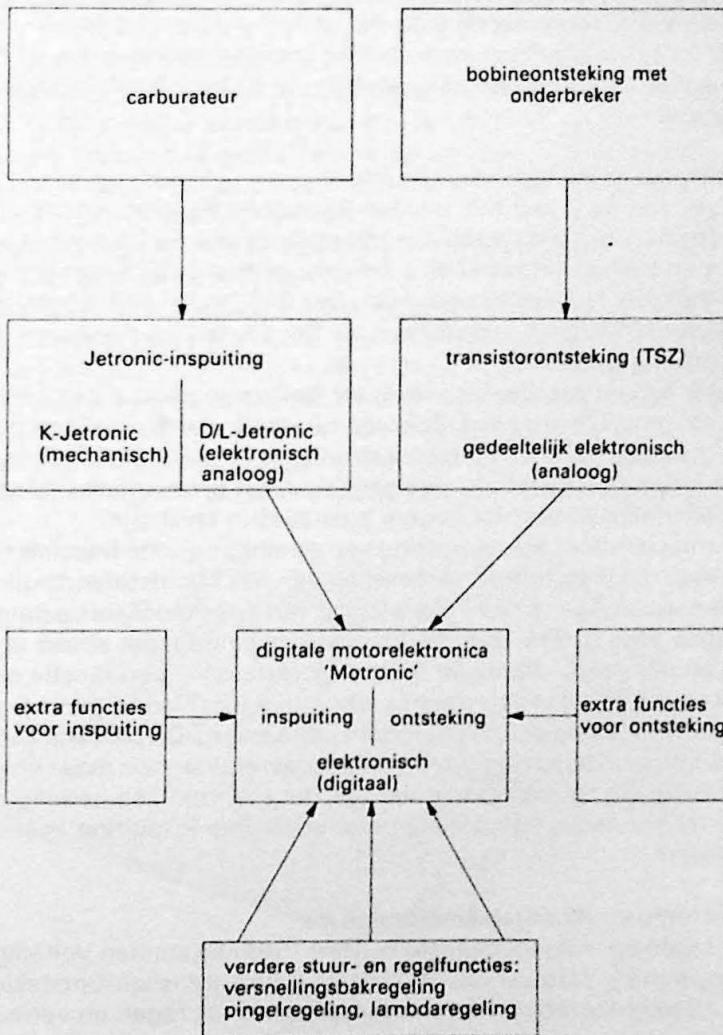 carburateur
bobineontsteking met
onderbreker
Jetronic-inspuiting
K-Jetronic
(mechanisch)
D/L-Jetronic
(elektronisch
analoog)
transistorontsteking (TSZ)
gedeeltelijk elektronisch
(analoog)
digitale motorelektronica
'Motronic'
inspuiting
ontsteking
elektronisch
(digitaal)
extra functies
voor inspuiting
extra functies
voor ontsteking
verdere stuur- en regelfuncties:
versnellingsbakregeling
pingelregeling, lambdaregeling